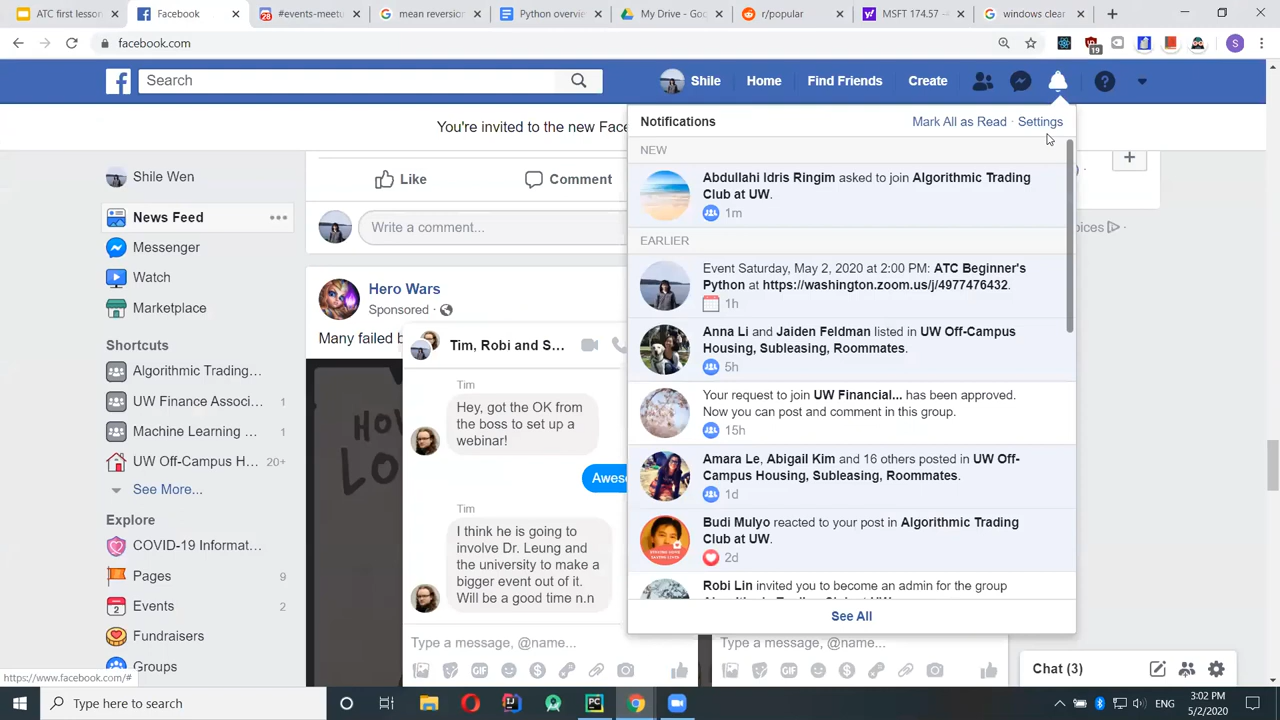 ATC first lesson
Facebook
#events-meetu
mean reversion
Python overview
My Drive - Goo
r/popular
MSFT 174.57 -4
windows clear
facebook.com
19
S
Search
Shile
Home
Find Friends
Create
You're invited to the new Face
Notifications
Mark All as Read · Settings
NEW
Abdullahi Idris Ringim asked to join Algorithmic Trading
Club at UW.
1m
EARLIER
Event Saturday, May 2, 2020 at 2:00 PM: ATC Beginner's
Python at https://washington.zoom.us/j/4977476432.
1h
Anna Li and Jaiden Feldman listed in UW Off-Campus
Housing, Subleasing, Roommates.
5h
Your request to join UW Financial... has been approved.
Now you can post and comment in this group.
15h
Amara Le, Abigail Kim and 16 others posted in UW Off-
Campus Housing, Subleasing, Roommates.
1d
Budi Mulyo reacted to your post in Algorithmic Trading
Club at UW.
2d
Robi Lin invited you to become an admin for the group
See All
Shile Wen
News Feed
Messenger
Watch
Marketplace
Shortcuts
Algorithmic Trading...
UW Finance Associ... 1
Machine Learning ... 1
UW Off-Campus H... 20+
See More...
Explore
COVID-19 Informat...
Pages 9
Events 2
Fundraisers
Groups
https://www.facebook.com/#
Like
Comment
Write a comment...
Hero Wars
Sponsored ·
Many failed b
HOW
LO
Tim, Robi and S...
Tim
Hey, got the OK from
the boss to set up a
webinar!
Aweso
Tim
I think he is going to
involve Dr. Leung and
the university to make a
bigger event out of it.
Will be a good time n.n
Type a message, @name...
GIF
Type a message, @name...
GIF
oices
Chat (3)
Type here to search
ENG
3:02 PM
5/2/2020